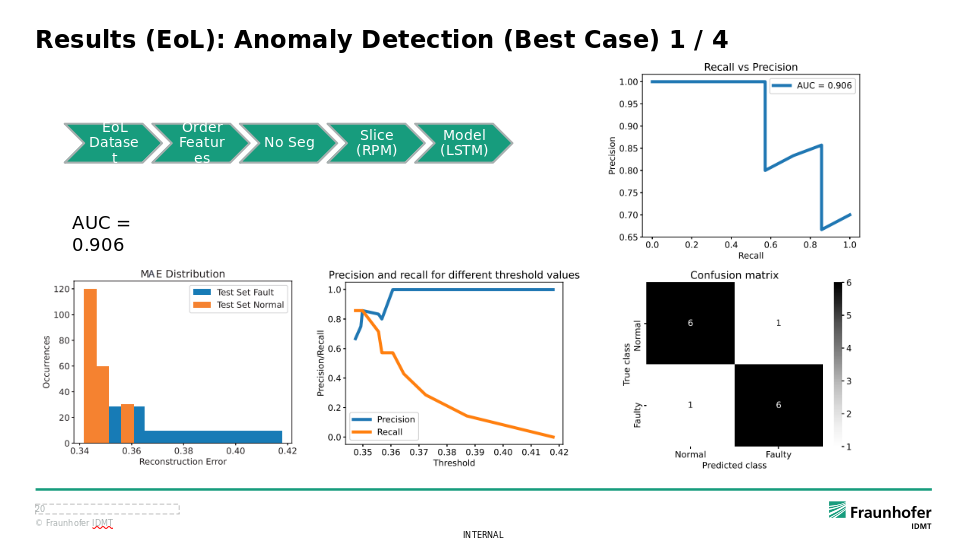 Results (EoL): Anomaly Detection (Best Case) 1 / 4
EoL
Datase
t
Order
Featur
es
No Seg
Slice
(RPM)
Model
(LSTM)
AUC =
0.906
Recall vs Precision
AUC = 0.906
1.00
0.95
0.90
0.85
0.80
0.75
0.70
0.65
Precision
0.0 0.2 0.4 0.6 0.8 1.0
Recall
MAE Distribution
Test Set Fault
Test Set Normal
120
100
80
60
40
20
0
Occurrences
0.34 0.36 0.38 0.40 0.42
Reconstruction Error
Precision and recall for different threshold values
1.0
0.8
0.6
0.4
0.2
0.0
Precision/Recall
Precision
Recall
0.35 0.36 0.37 0.38 0.39 0.40 0.41 0.42
Threshold
Confusion matrix
True class
Normal
Faulty
6 1
1 6
Normal Faulty
Predicted class
6
5
4
3
2
1
20
© Fraunhofer IDMT
INTERNAL
Fraunhofer
IDMT